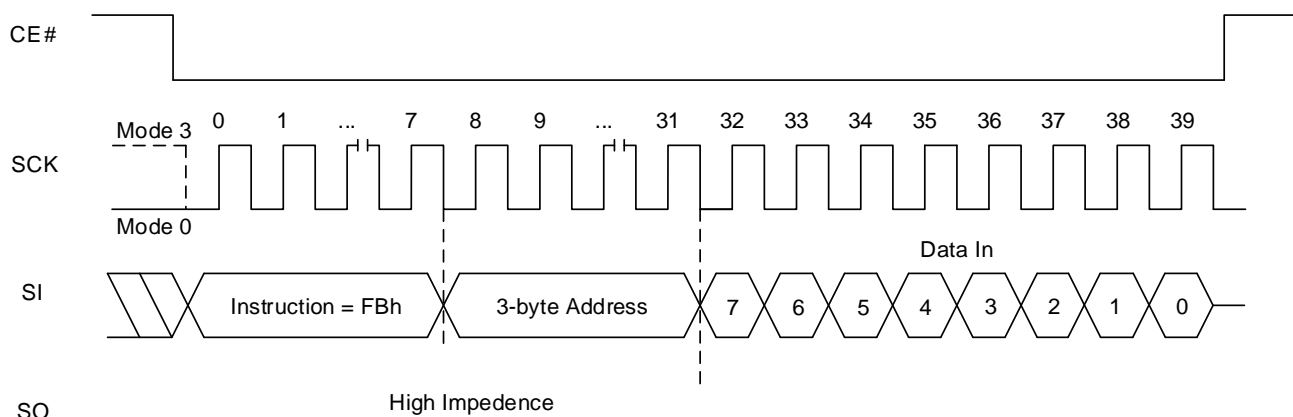 CE#
0 1 ... 7 8 9 ... 31 32 33 34 35 36 37 38 39
Mode 3
SCK
Mode 0
Data In
SI
Instruction = FBh 3-byte Address 7 6 5 4 3 2 1 0
High Impedence
SO